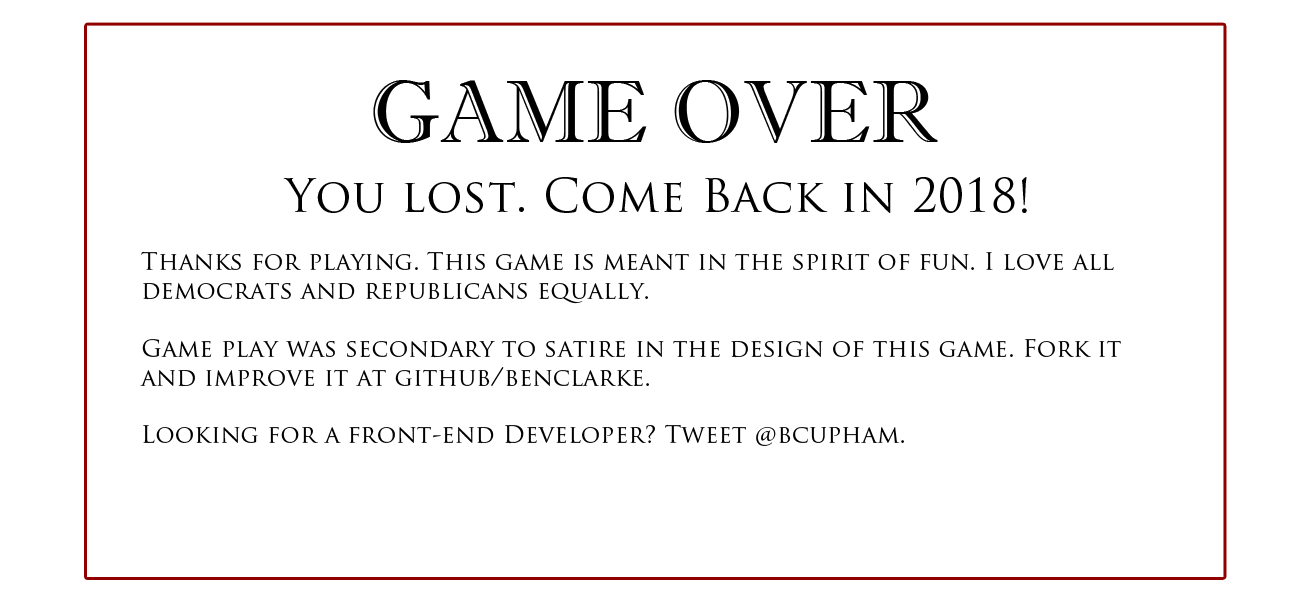 GAME OVER
You lost. Come Back in 2018!
Thanks for playing. This game is meant in the spirit of fun. I love all
democrats and republicans equally.
Game play was secondary to satire in the design of this game. Fork it
and improve it at github/benclarke.
Looking for a front-end Developer? Tweet @bcupham.